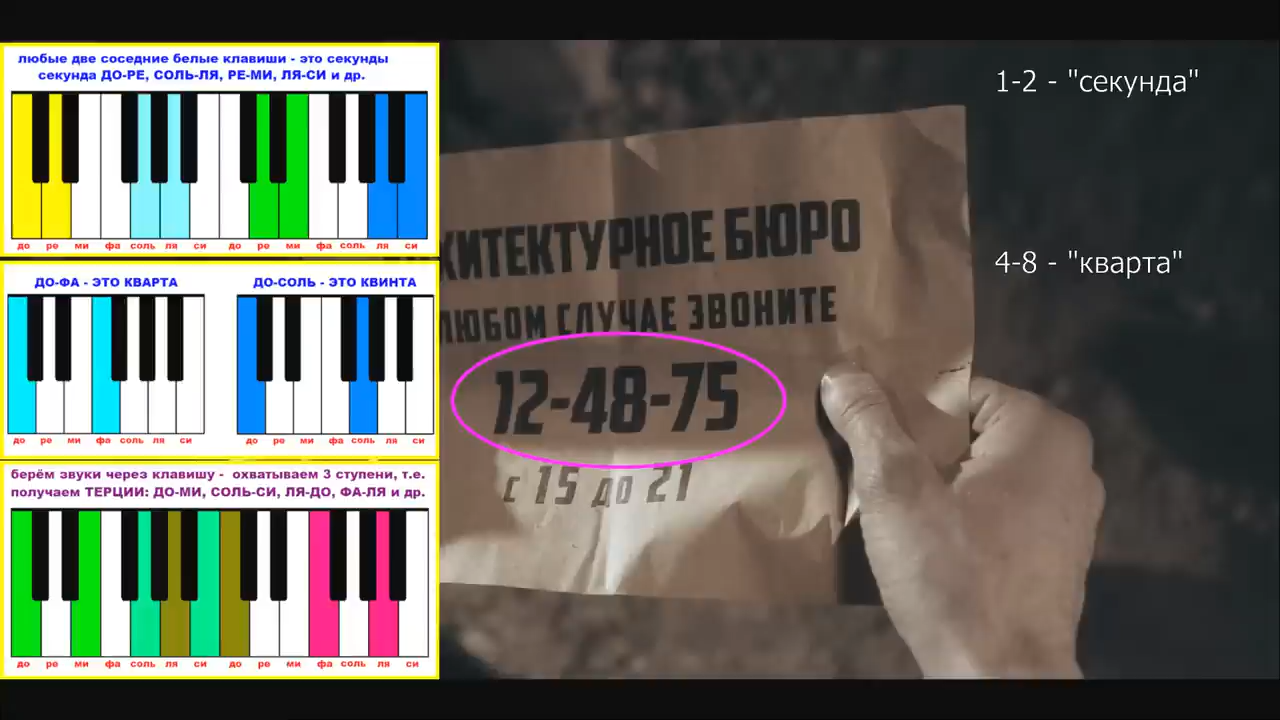 любые две соседние белые клавиши - это секунды
секунда ДО-РЕ, СОЛЬ-ЛЯ, РЕ-МИ, ЛЯ-СИ и др.
до ре ми фа соль ля си до ре ми фа соль ля си
ДО-ФА - ЭТО КВАРТА
до ре ми фа соль ля си
ДО-СОЛЬ - ЭТО КВИНТА
до ре ми фа соль ля си
берём звуки через клавишу - охватываем 3 ступени, т.е.
получаем ТЕРЦИИ: ДО-МИ, СОЛЬ-СИ, ЛЯ-ДО, ФА-ЛЯ и др.
до ре ми фа соль ля си до ре ми фа соль ля си
ХИТЕКТУРНОЕ БЮРО
ЛЮБОМ СЛУЧАЕ ЗВОНИТЕ
12-48-75
с 15 до 21
1-2 - "секунда"
4-8 - "кварта"